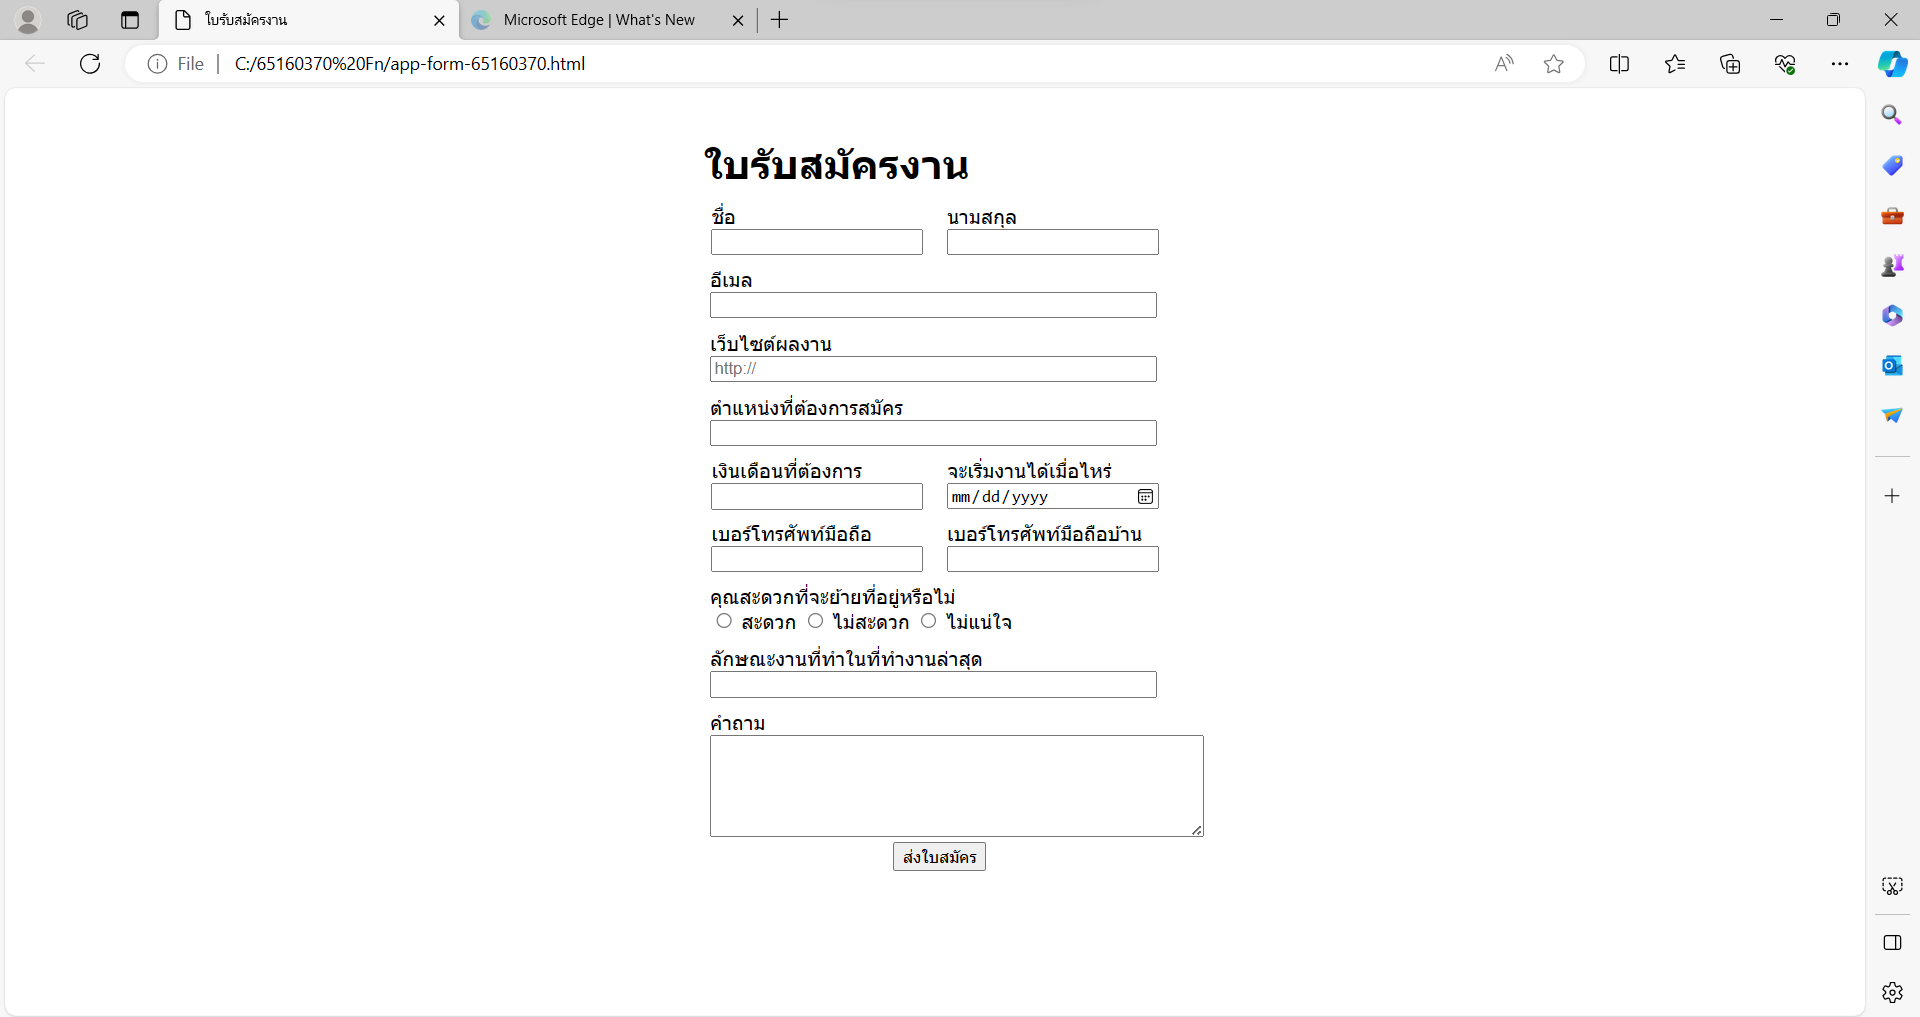 ใบรับสมัครงาน
Microsoft Edge | What's New
File
C:/65160370%20Fn/app-form-65160370.html
ใบรับสมัครงาน
ชื่อ นามสกุล
อีเมล
เว็บไซต์ผลงาน
http://
ตำแหน่งที่ต้องการสมัคร
เงินเดือนที่ต้องการ จะเริ่มงานได้เมื่อไหร่
mm/dd/yyyy
เบอร์โทรศัพท์มือถือ เบอร์โทรศัพท์มือถือบ้าน
คุณสะดวกที่จะย้ายที่อยู่หรือไม่
สะดวก ไม่สะดวก ไม่แน่ใจ
ลักษณะงานที่ทำในที่ทำงานล่าสุด
คำถาม
ส่งใบสมัคร